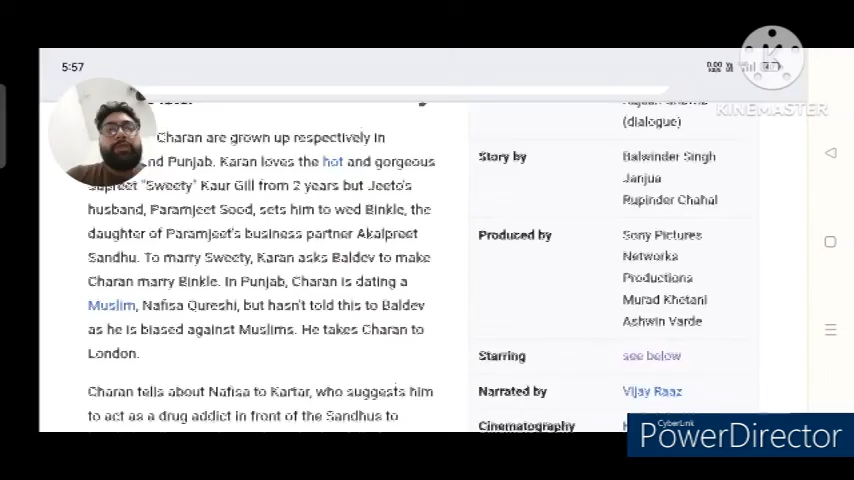 5:57
KINEMASTER
Charan are grown up respectively in
nd Punjab. Karan loves the hot and gorgeous
"Sweety" Kaur Gill from 2 years but Jeeto's
husband, Paramjeet Sood, sets him to wed Binkle, the
daughter of Paramjeet's business partner Akalpreet
Sandhu. To marry Sweety, Karan asks Baldev to make
Charan marry Binkle. In Punjab, Charan is dating a
Muslim, Nafisa Qureshi, but hasn't told this to Baldev
as he is biased against Muslims. He takes Charan to
London.
Charan tells about Nafisa to Kartar, who suggests him
to act as a drug addict in front of the Sandhus to
(dialogue)
Story by
Balwinder Singh
Janjua
Rupinder Chahal
Produced by
Sony Pictures
Networks
Productions
Murad Khetani
Ashwin Varde
Starring
see below
Narrated by
Vijay Raaz
Cinematography
CyberLink
PowerDirector